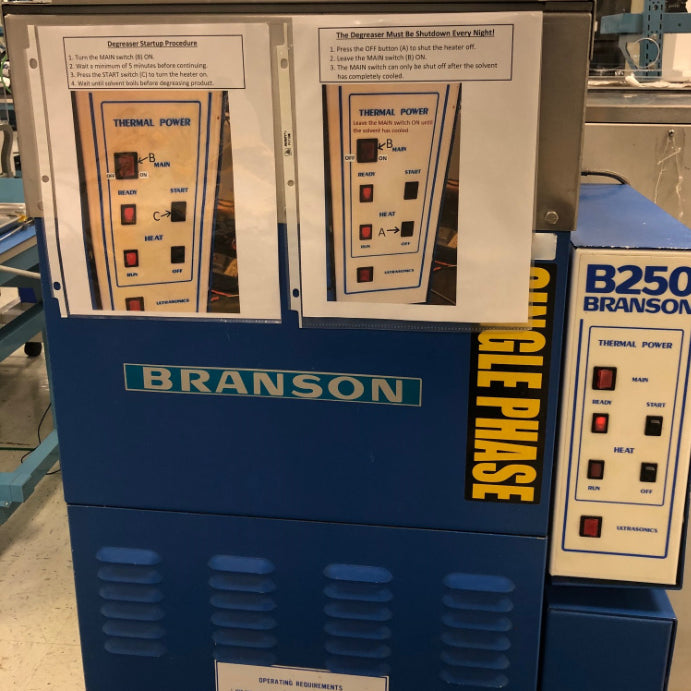 Degreaser Startup Procedure
1. Turn the MAIN switch (B) ON.
2. Wait a minimum of 5 minutes before continuing.
3. Press the START switch (C) to turn the heater on.
4. Wait until solvent boils before degreasing product.
THERMAL POWER
B
MAIN
OFF ON
READY START
C
HEAT
RUN OFF
ULTRASONICS
The Degreaser Must Be Shutdown Every Night!
1. Press the OFF button (A) to shut the heater off.
2. Leave the MAIN switch (B) ON.
3. The MAIN switch can only be shut off after the solvent
has completely cooled.
THERMAL POWER
Leave the MAIN switch ON until
the solvent has cooled
B
MAIN
OFF ON
READY START
HEAT
A
RUN OFF
ULTRASONICS
BRANSON
SINGLE PHASE
B250
BRANSON
THERMAL POWER
MAIN
READY START
HEAT
RUN OFF
ULTRASONICS
OPERATING REQUIREMENTS